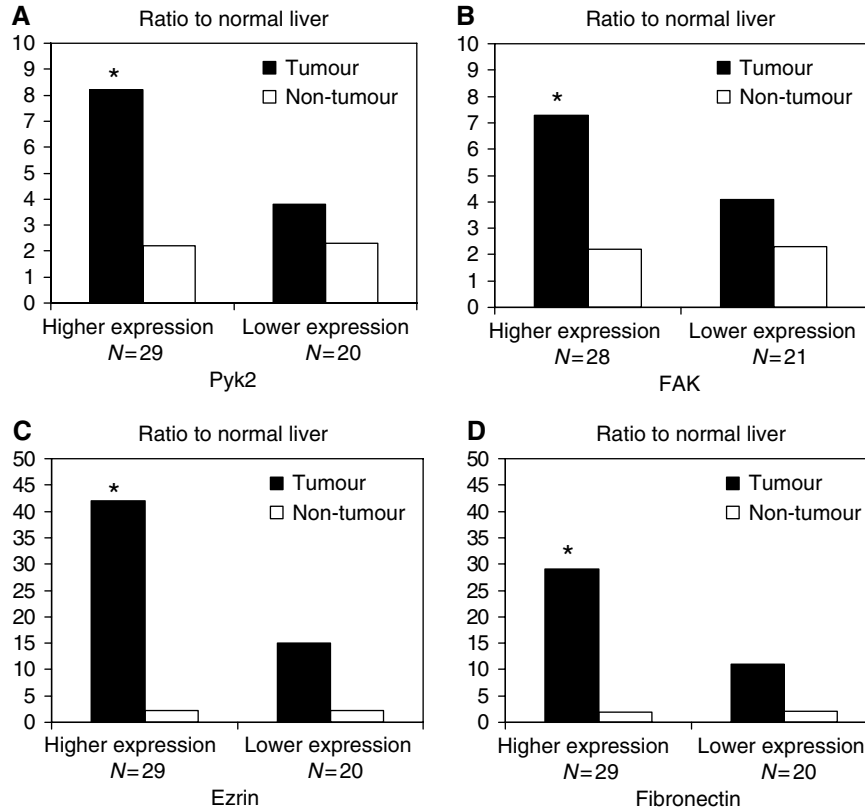 A
Ratio to normal liver
10
9
8
7
6
5
4
3
2
1
0
*
Tumour
Non-tumour
Higher expression Lower expression
N=29 N=20
Pyk2
B
Ratio to normal liver
10
9
8
7
6
5
4
3
2
1
0
*
Tumour
Non-tumour
Higher expression Lower expression
N=28 N=21
FAK
C
Ratio to normal liver
50
45
40
35
30
25
20
15
10
5
0
*
Tumour
Non-tumour
Higher expression Lower expression
N=29 N=20
Ezrin
D
Ratio to normal liver
50
45
40
35
30
25
20
15
10
5
0
*
Tumour
Non-tumour
Higher expression Lower expression
N=29 N=20
Fibronectin